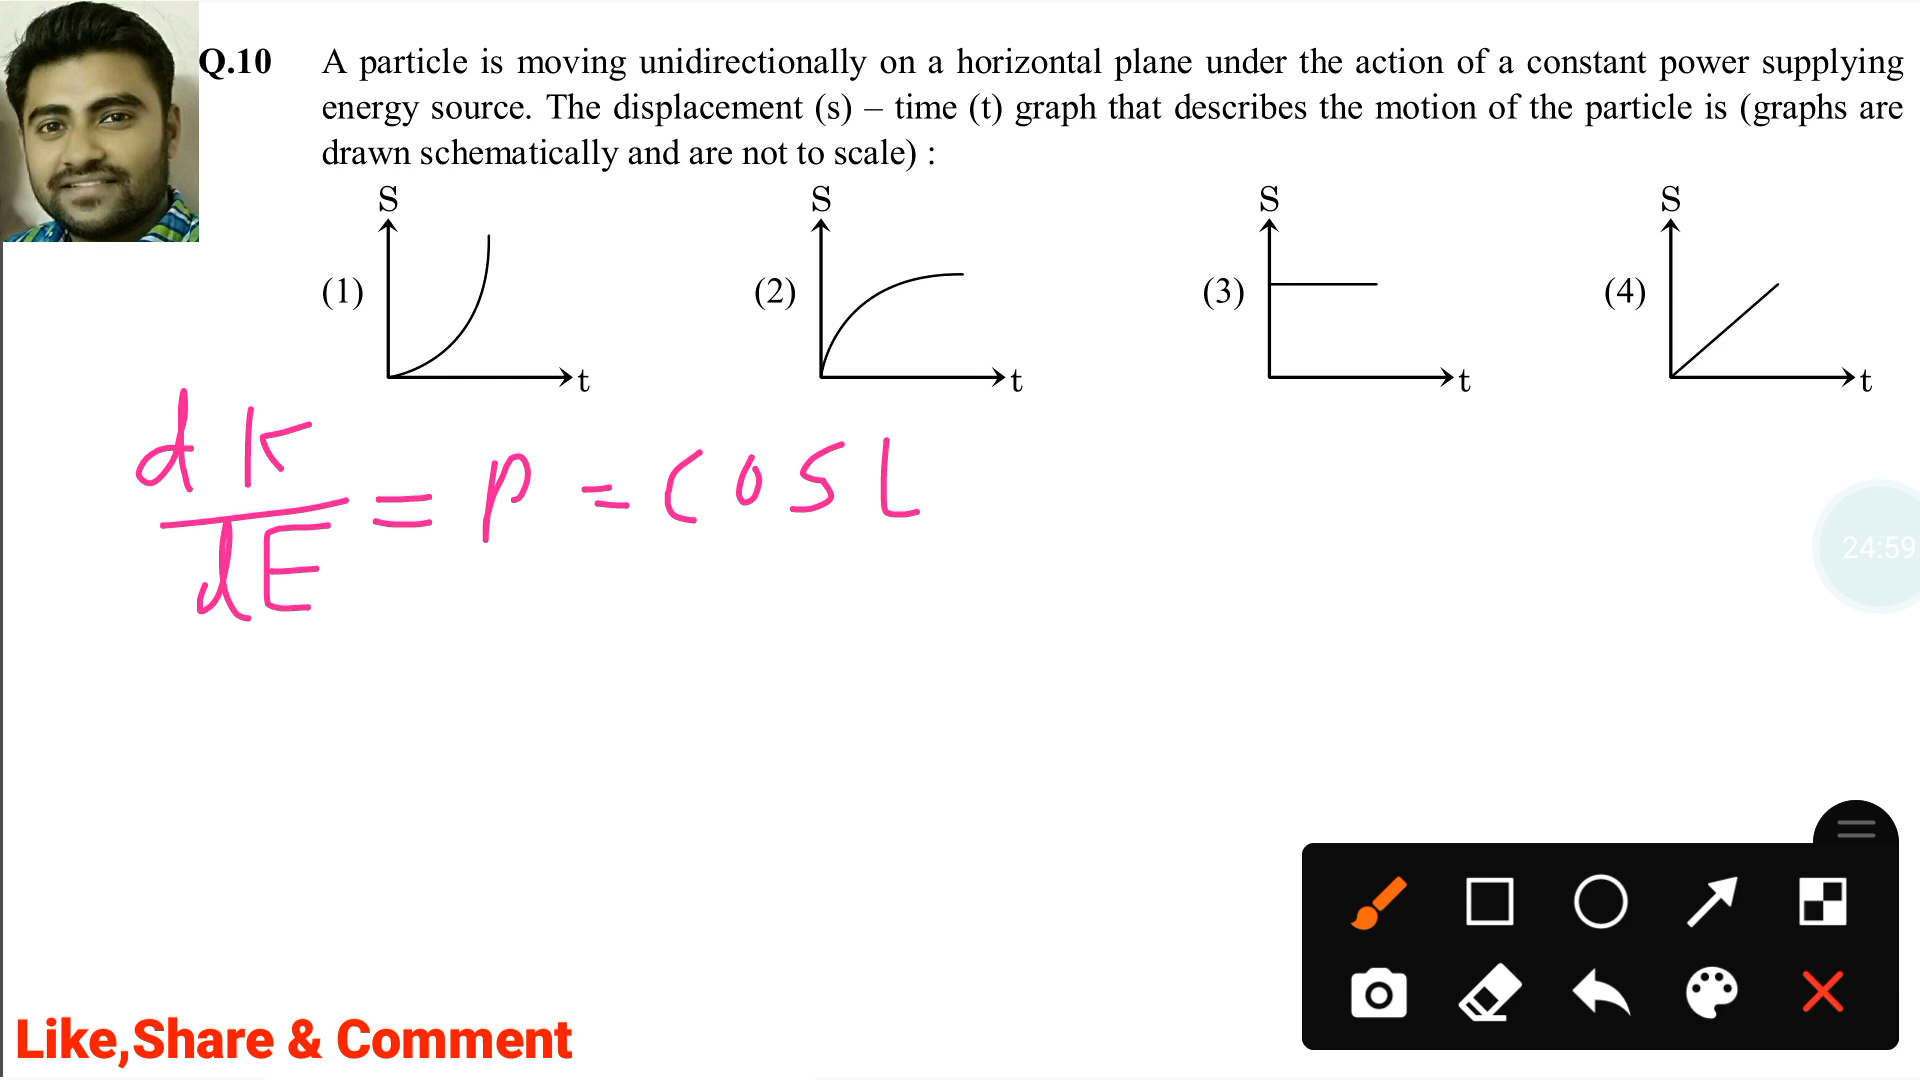 Q.10 A particle is moving unidirectionally on a horizontal plane under the action of a constant power supplying
energy source. The displacement (s) – time (t) graph that describes the motion of the particle is (graphs are
drawn schematically and are not to scale) :
S S S S
(1) (2) (3) (4)
t t t t
dK
dE = P = COSL
24:59
Like,Share & Comment